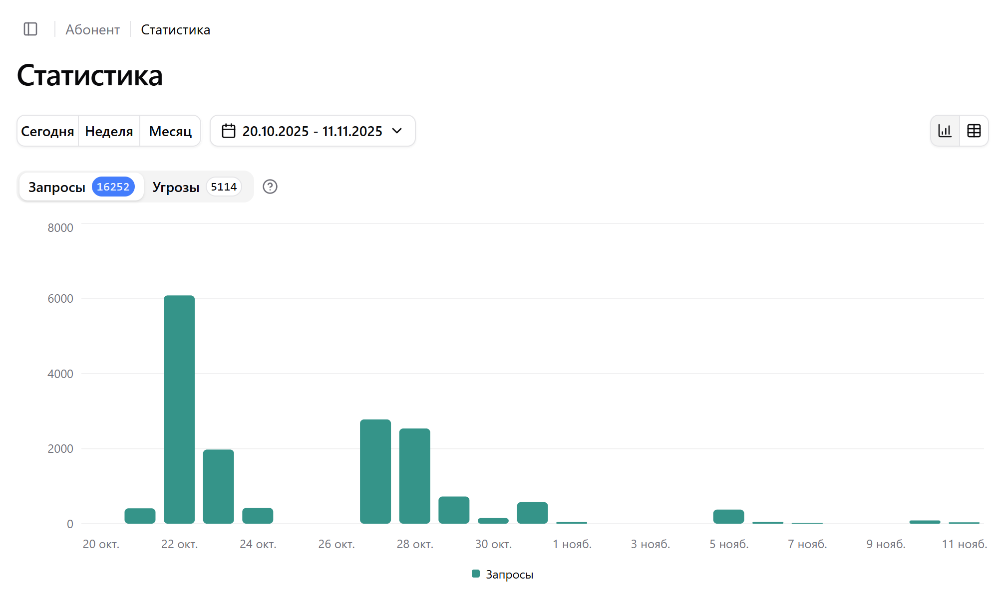 Абонент Статистика
Статистика
Сегодня Неделя Месяц 20.10.2025 - 11.11.2025
Запросы 16252 Угрозы 5114 ?
8000
6000
4000
2000
0
20 окт. 22 окт. 24 окт. 26 окт. 28 окт. 30 окт. 1 нояб. 3 нояб. 5 нояб. 7 нояб. 9 нояб. 11 нояб.
Запросы